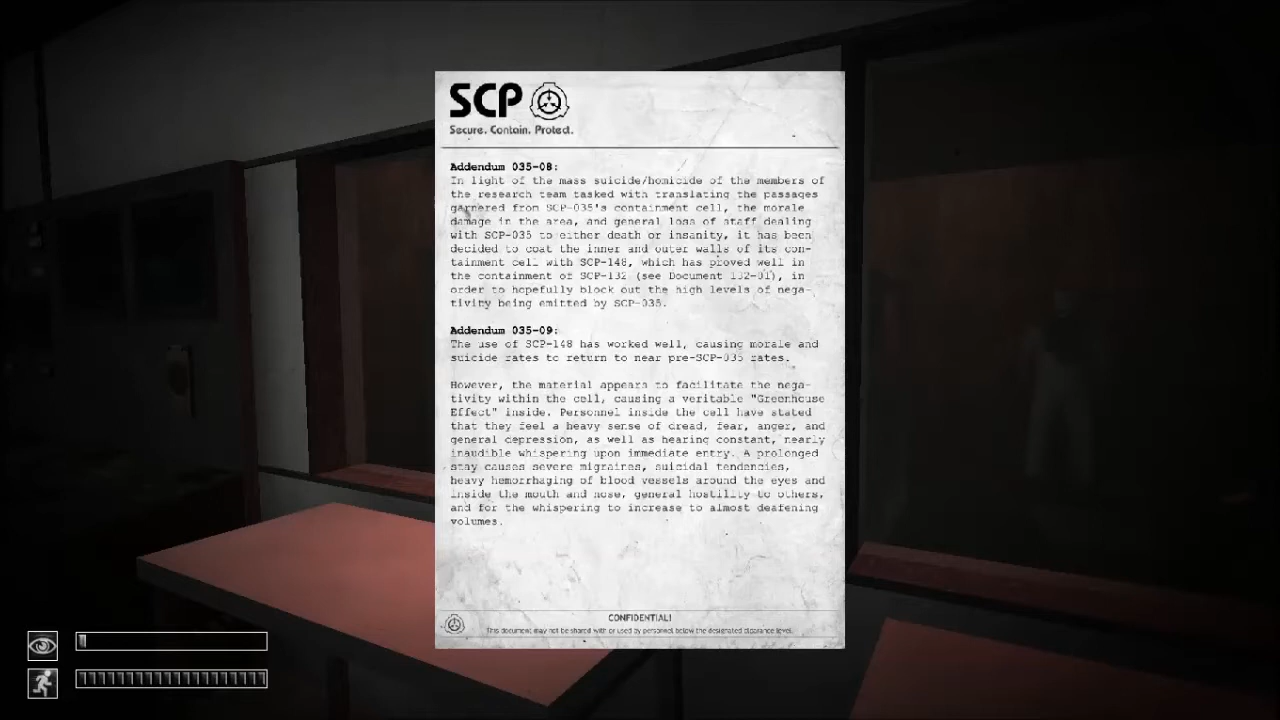 SCP
Secure. Contain. Protect.
Addendum 035-08:
In light of the mass suicide/homicide of the members of
the research team tasked with translating the passages
garnered from SCP-035's containment cell, the morale
damage in the area, and general loss of staff dealing
with SCP-035 to either death or insanity, it has been
decided to coat the inner and outer walls of its con-
tainment cell with SCP-148, which has proved well in
the containment of SCP-132 (see Document 132-01), in
order to hopefully block out the high levels of nega-
tivity being emitted by SCP-035.
Addendum 035-09:
The use of SCP-148 has worked well, causing morale and
suicide rates to return to near pre-SCP-035 rates.
However, the material appears to facilitate the nega-
tivity within the cell, causing a veritable "Greenhouse
Effect" inside. Personnel inside the cell have stated
that they feel a heavy sense of dread, fear, anger, and
general depression, as well as hearing constant, nearly
inaudible whispering upon immediate entry. A prolonged
stay causes severe migraines, suicidal tendencies,
heavy hemorrhaging of blood vessels around the eyes and
inside the mouth and nose, general hostility to others,
and for the whispering to increase to almost deafening
volumes.
CONFIDENTIAL!
This document may not be shared with or used by personnel below the designated clearance level.